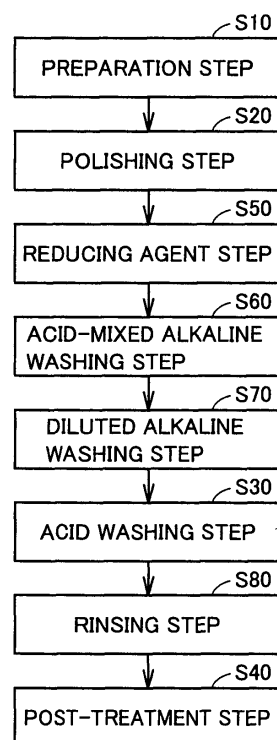 S10
PREPARATION STEP
S20
POLISHING STEP
S50
REDUCING AGENT STEP
S60
ACID-MIXED ALKALINE
WASHING STEP
S70
DILUTED ALKALINE
WASHING STEP
S30
ACID WASHING STEP
S80
RINSING STEP
S40
POST-TREATMENT STEP